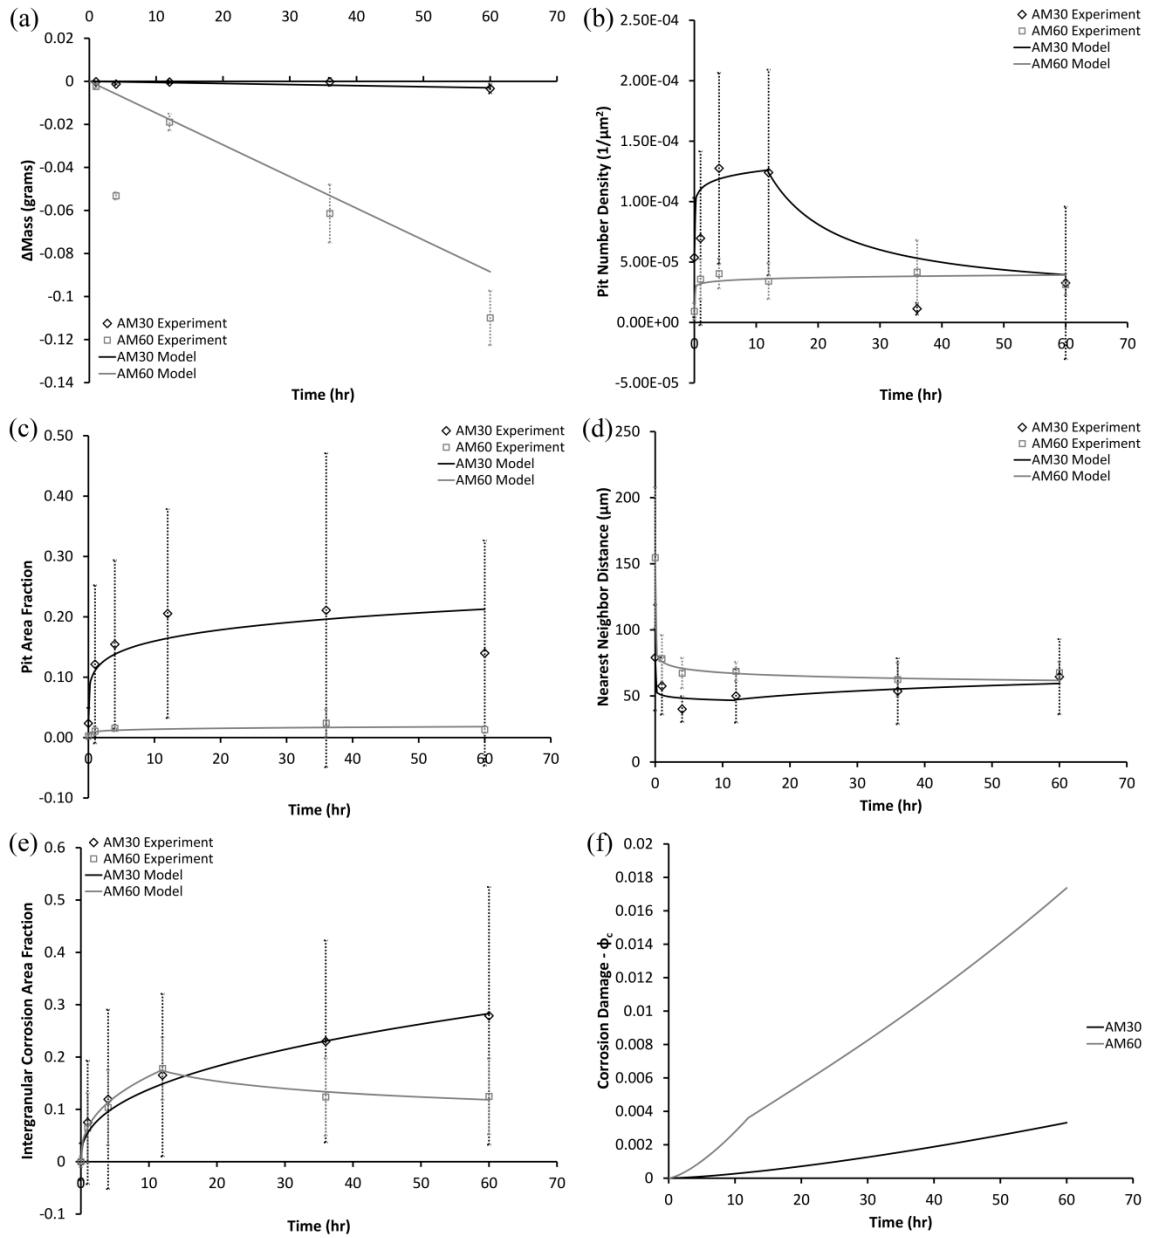 (a)
0 10 20 30 40 50 60 70
0.02
0
-0.02
-0.04
-0.06
-0.08
-0.1
-0.12
-0.14
ΔMass (grams)
AM30 Experiment
AM60 Experiment
AM30 Model
AM60 Model
Time (hr)
(b)
2.50E-04
2.00E-04
1.50E-04
1.00E-04
5.00E-05
0.00E+00
-5.00E-05
Pit Number Density (1/μm²)
AM30 Experiment
AM60 Experiment
AM30 Model
AM60 Model
0 10 20 30 40 50 60 70
Time (hr)
(c)
0.50
0.40
0.30
0.20
0.10
0.00
-0.10
Pit Area Fraction
AM30 Experiment
AM60 Experiment
AM30 Model
AM60 Model
0 10 20 30 40 50 60 70
Time (hr)
(d)
250
200
150
100
50
0
Nearest Neighbor Distance (μm)
AM30 Experiment
AM60 Experiment
AM30 Model
AM60 Model
0 10 20 30 40 50 60 70
Time (hr)
(e)
0.6
0.5
0.4
0.3
0.2
0.1
0
-0.1
Intergranular Corrosion Area Fraction
AM30 Experiment
AM60 Experiment
AM30 Model
AM60 Model
0 10 20 30 40 50 60 70
Time (hr)
(f)
0.02
0.018
0.016
0.014
0.012
0.01
0.008
0.006
0.004
0.002
0
Corrosion Damage - Φc
AM30
AM60
0 10 20 30 40 50 60 70
Time (hr)